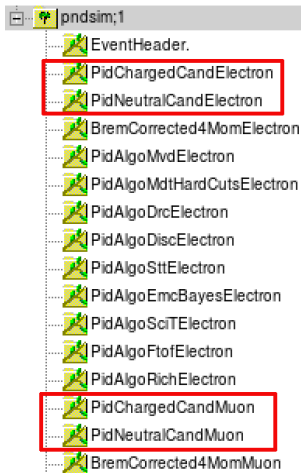 pndsim;1
EventHeader.
PidChargedCandElectron
PidNeutralCandElectron
BremCorrected4MomElectron
PidAlgoMvdElectron
PidAlgoMdtHardCutsElectron
PidAlgoDrcElectron
PidAlgoDiscElectron
PidAlgoSttElectron
PidAlgoEmcBayesElectron
PidAlgoSciTElectron
PidAlgoFtofElectron
PidAlgoRichElectron
PidChargedCandMuon
PidNeutralCandMuon
BremCorrected4MomMuon